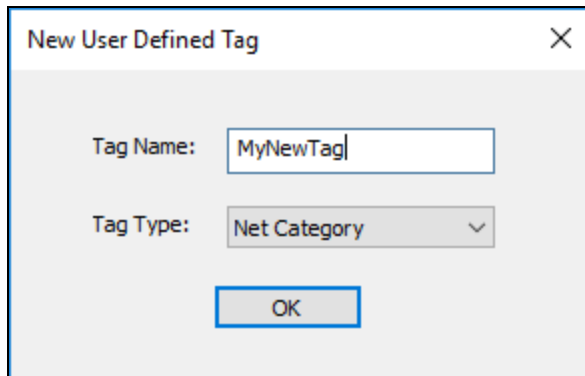 New User Defined Tag
Tag Name: MyNewTag
Tag Type: Net Category
OK